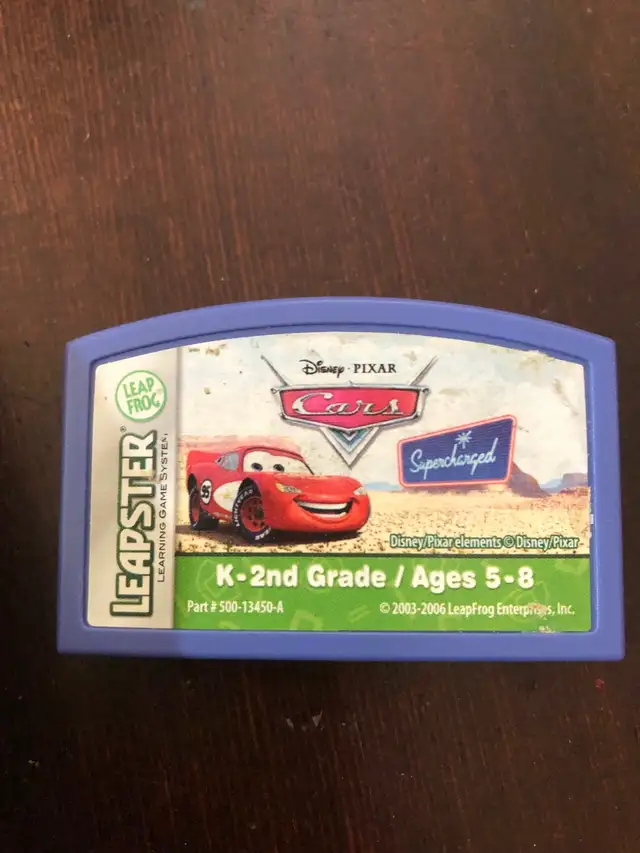 LEAP
FROG
LEAPSTER®
LEARNING GAME SYSTEM
Disney · PIXAR
Cars
Supercharged
95
Disney/Pixar elements © Disney/Pixar
K-2nd Grade / Ages 5-8
Part # 500-13450-A
© 2003-2006 LeapFrog Enterprises, Inc.